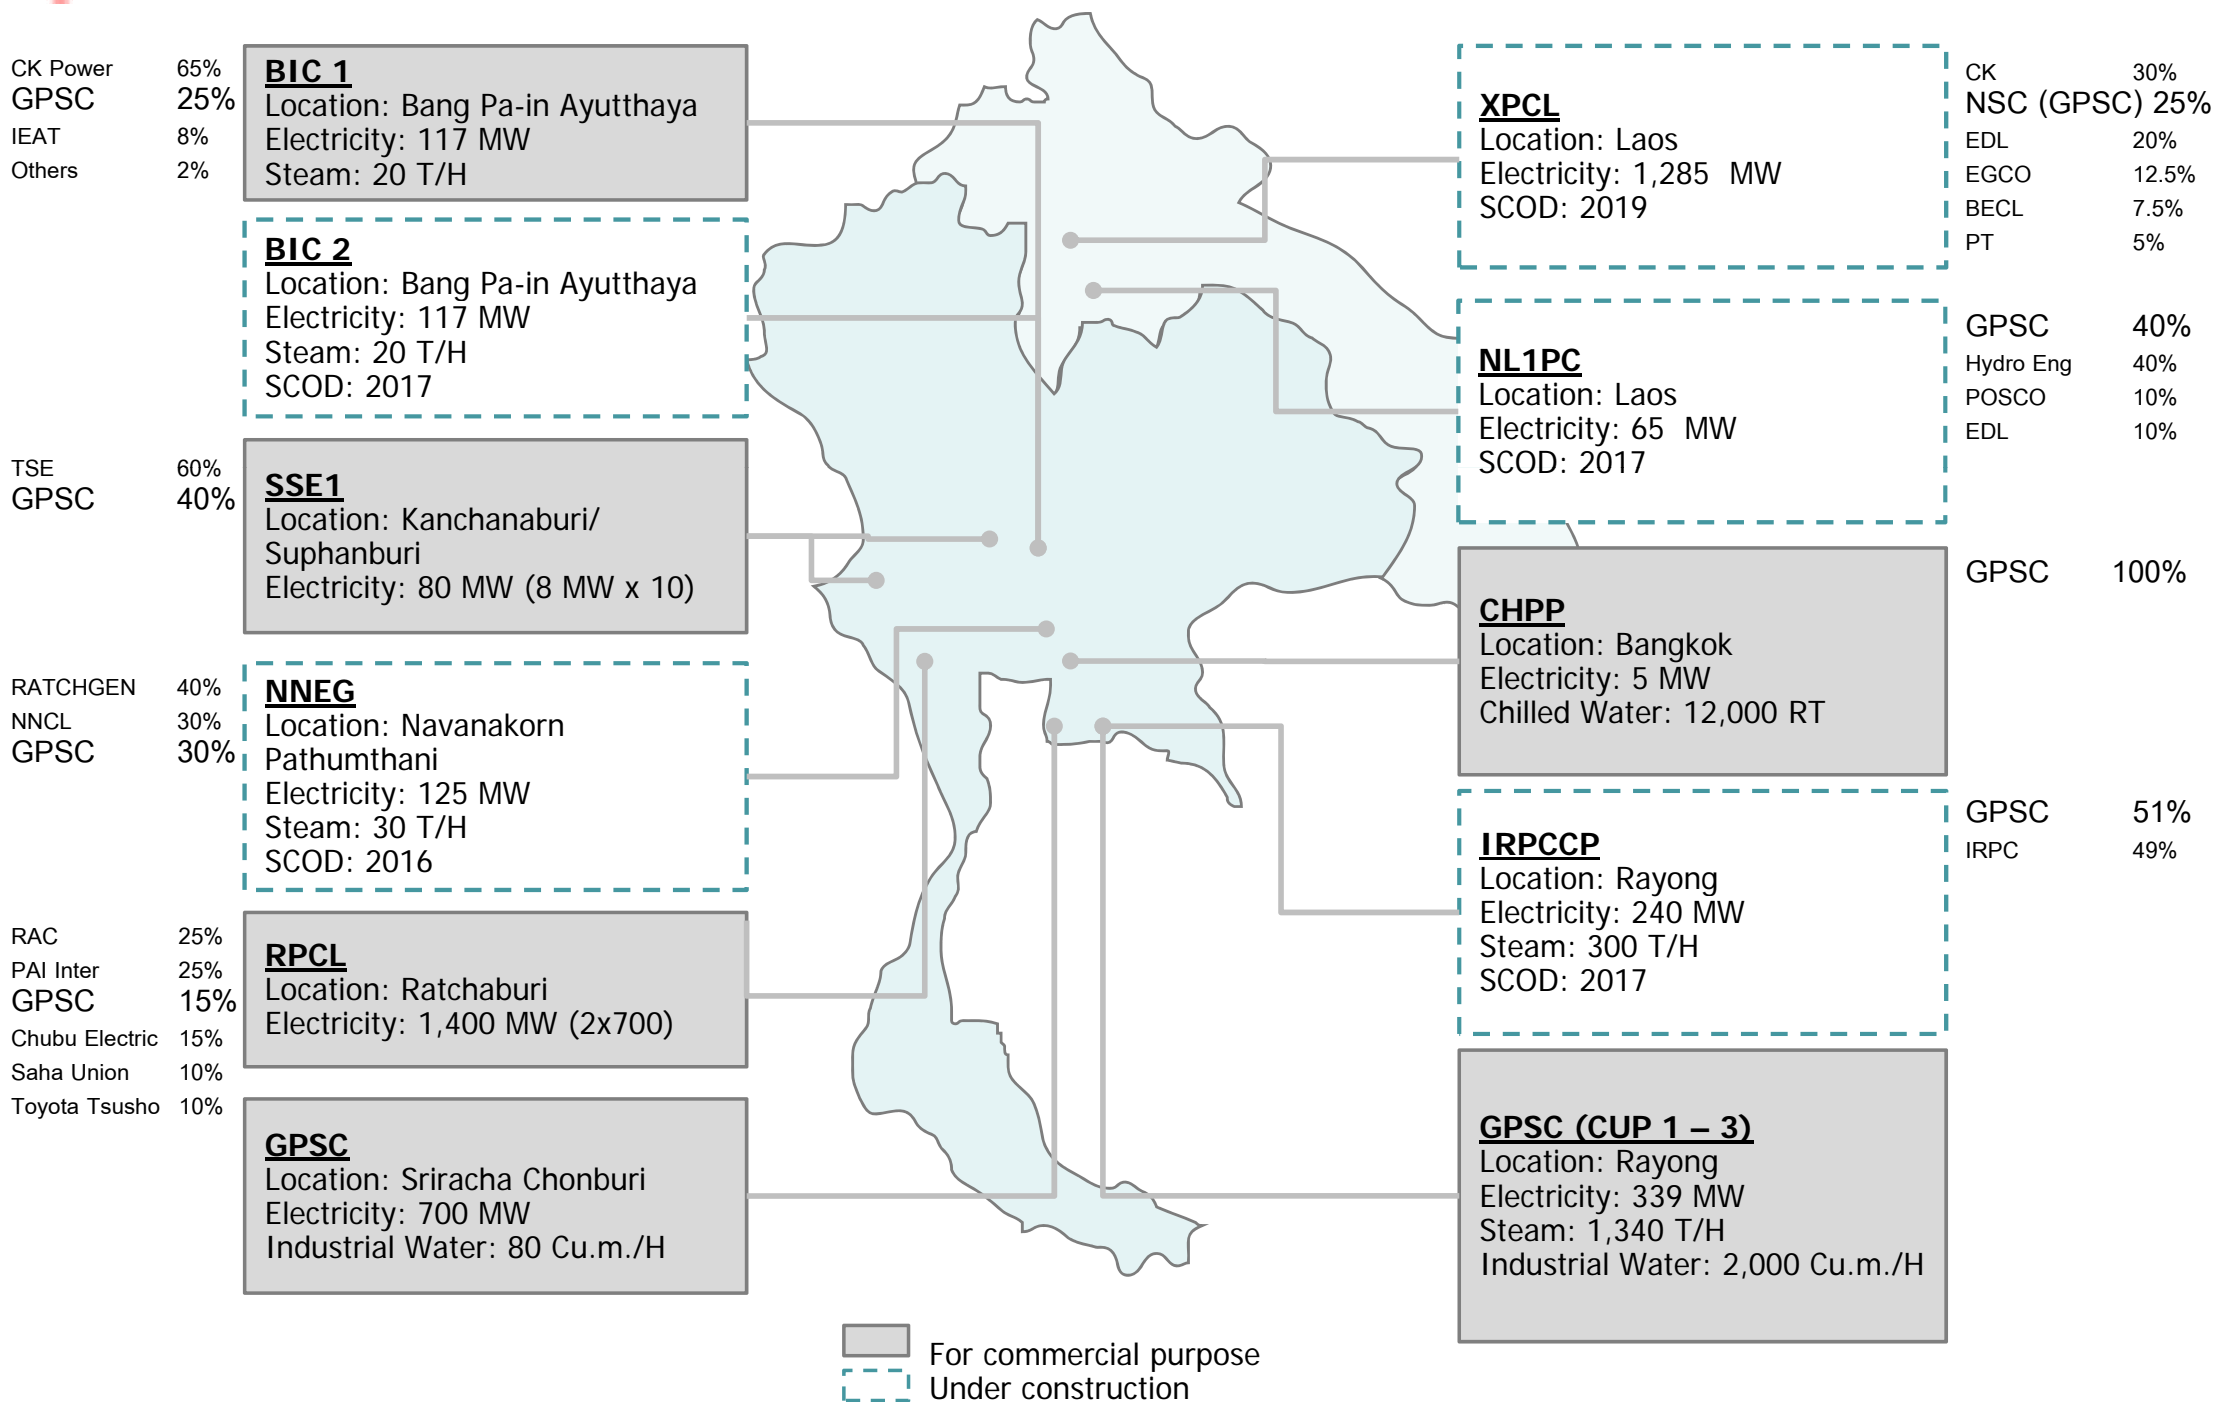 CK Power 65%
GPSC 25%
IEAT 8%
Others 2%
BIC 1
Location: Bang Pa-in Ayutthaya
Electricity: 117 MW
Steam: 20 T/H
BIC 2
Location: Bang Pa-in Ayutthaya
Electricity: 117 MW
Steam: 20 T/H
SCOD: 2017
TSE 60%
GPSC 40%
SSE1
Location: Kanchanaburi/
Suphanburi
Electricity: 80 MW (8 MW x 10)
RATCHGEN 40%
NNCL 30%
GPSC 30%
NNEG
Location: Navanakorn
Pathumthani
Electricity: 125 MW
Steam: 30 T/H
SCOD: 2016
RAC 25%
PAI Inter 25%
GPSC 15%
Chubu Electric 15%
Saha Union 10%
Toyota Tsusho 10%
RPCL
Location: Ratchaburi
Electricity: 1,400 MW (2x700)
GPSC
Location: Sriracha Chonburi
Electricity: 700 MW
Industrial Water: 80 Cu.m./H
XPCL
Location: Laos
Electricity: 1,285 MW
SCOD: 2019
CK 30%
NSC (GPSC) 25%
EDL 20%
EGCO 12.5%
BECL 7.5%
PT 5%
NL1PC
Location: Laos
Electricity: 65 MW
SCOD: 2017
GPSC 40%
Hydro Eng 40%
POSCO 10%
EDL 10%
CHPP
Location: Bangkok
Electricity: 5 MW
Chilled Water: 12,000 RT
GPSC 100%
IRPCCP
Location: Rayong
Electricity: 240 MW
Steam: 300 T/H
SCOD: 2017
GPSC 51%
IRPC 49%
GPSC (CUP 1 – 3)
Location: Rayong
Electricity: 339 MW
Steam: 1,340 T/H
Industrial Water: 2,000 Cu.m./H
For commercial purpose
Under construction